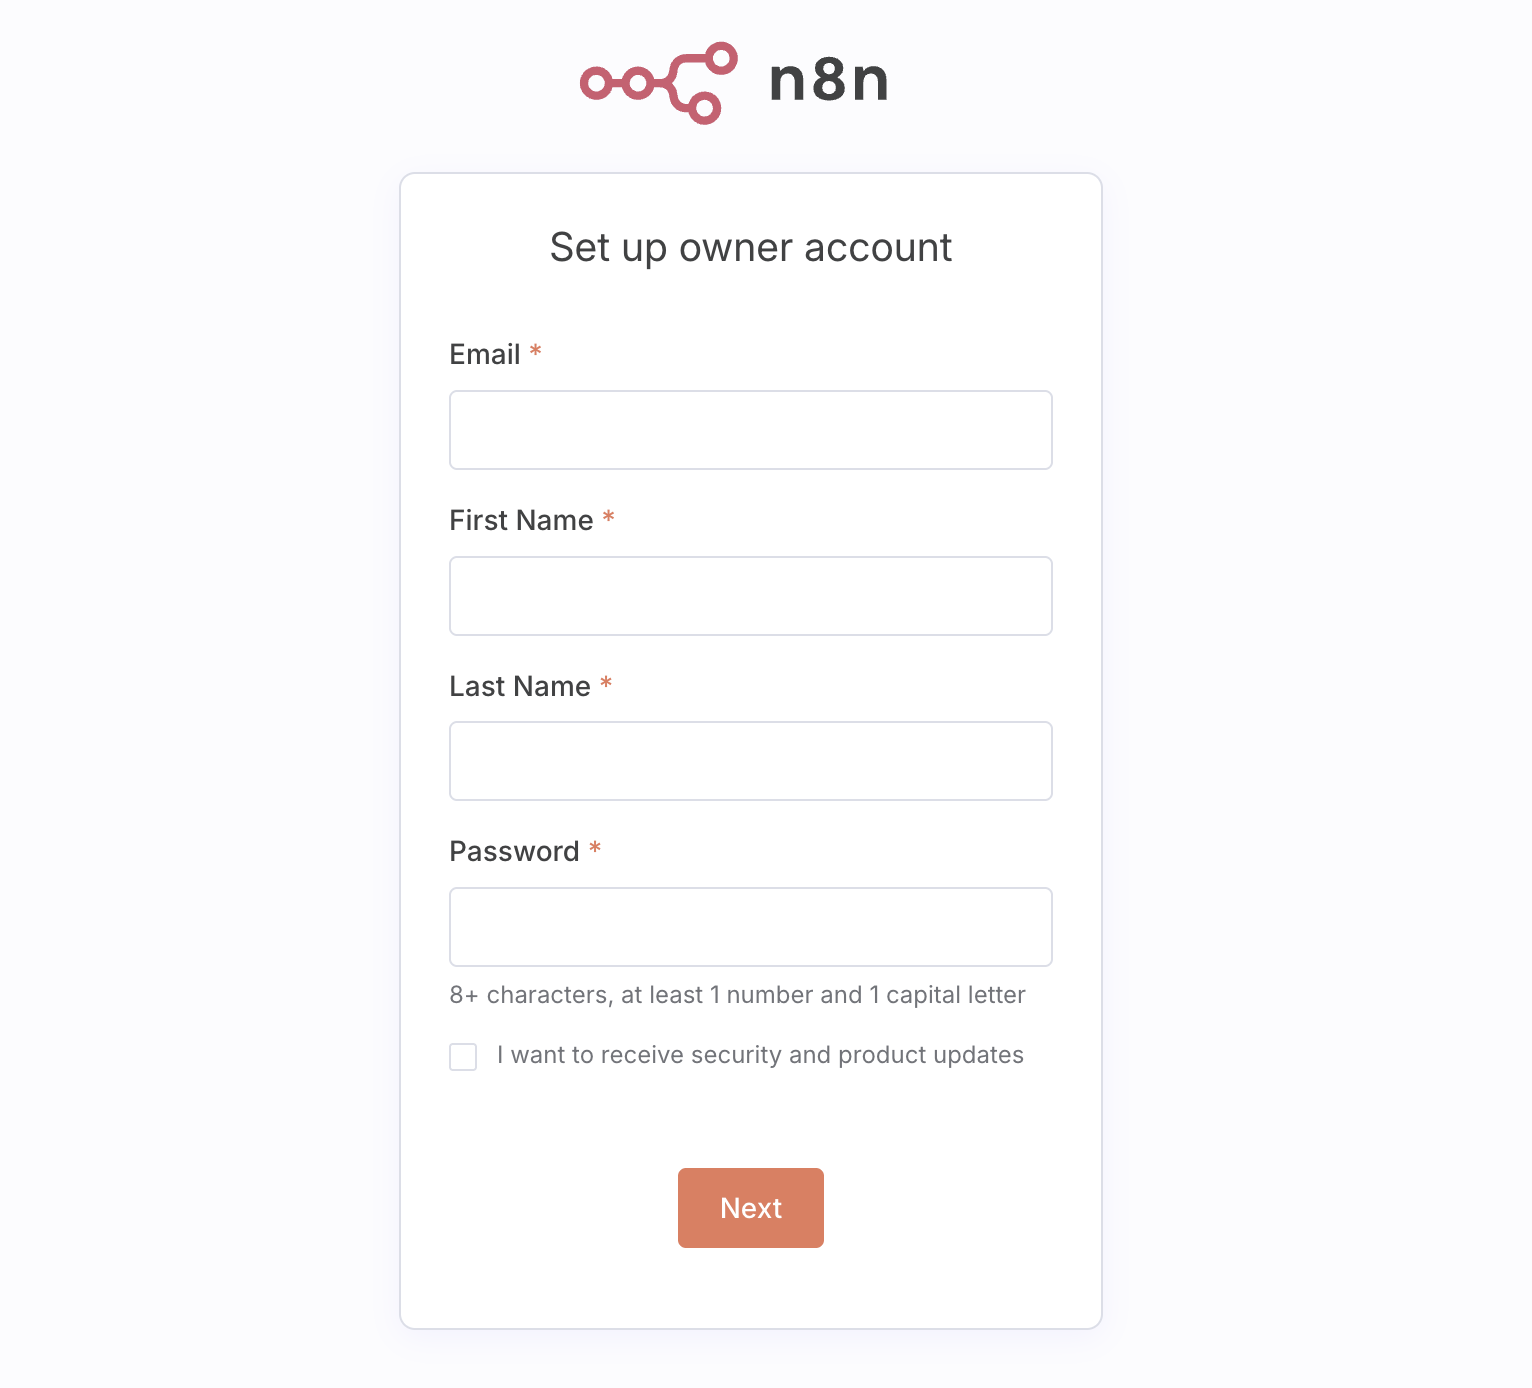 n8n
Set up owner account
Email *
First Name *
Last Name *
Password *
8+ characters, at least 1 number and 1 capital letter
I want to receive security and product updates
Next